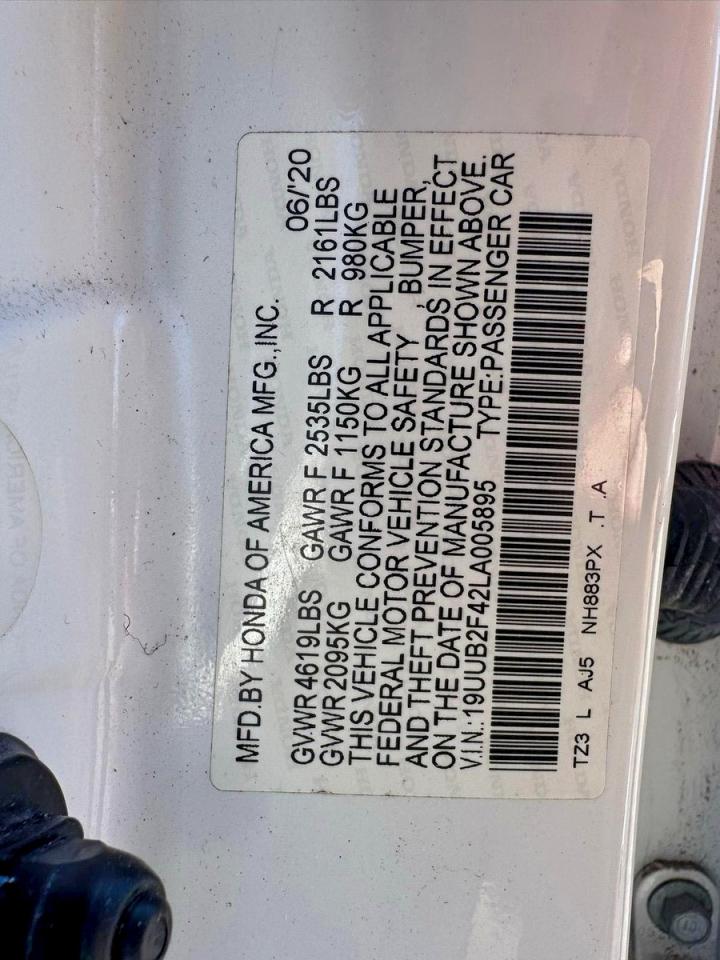 MFD.BY HONDA OF AMERICA MFG.,INC.
06/'20
GVWR 4619LBS GAWR F 2535LBS R 2161LBS
GVWR 2095KG GAWR F 1150KG R 980KG
THIS VEHICLE CONFORMS TO ALL APPLICABLE
FEDERAL MOTOR VEHICLE SAFETY , BUMPER,
AND THEFT PREVENTION STANDARDS IN EFFECT
ON THE DATE OF MANUFACTURE SHOWN ABOVE.
V.I.N.:19UUB2F42LA005895 TYPE:PASSENGER CAR
TZ3 L AJ5 NH883PX .T .A